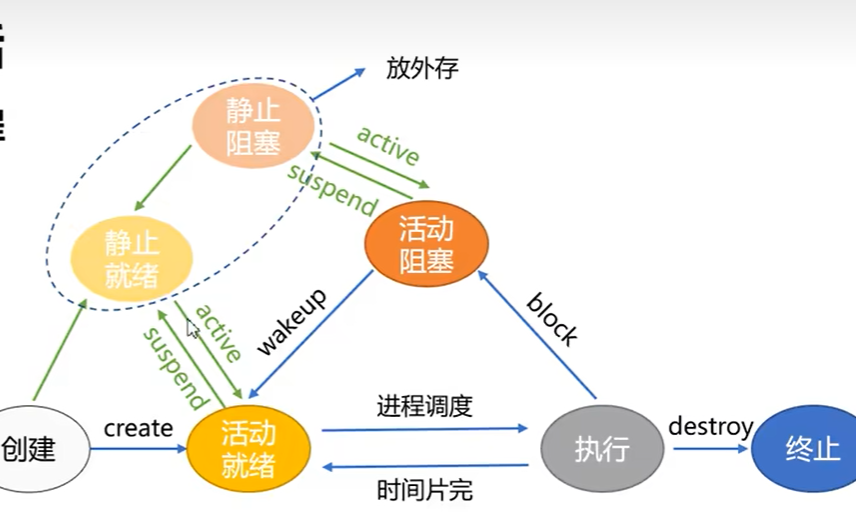 放外存
静止
阻塞
active
suspend
静止
就绪
活动
阻塞
active
suspend
wakeup
block
创建
create
活动
就绪
进程调度
时间片完
执行
destroy
终止